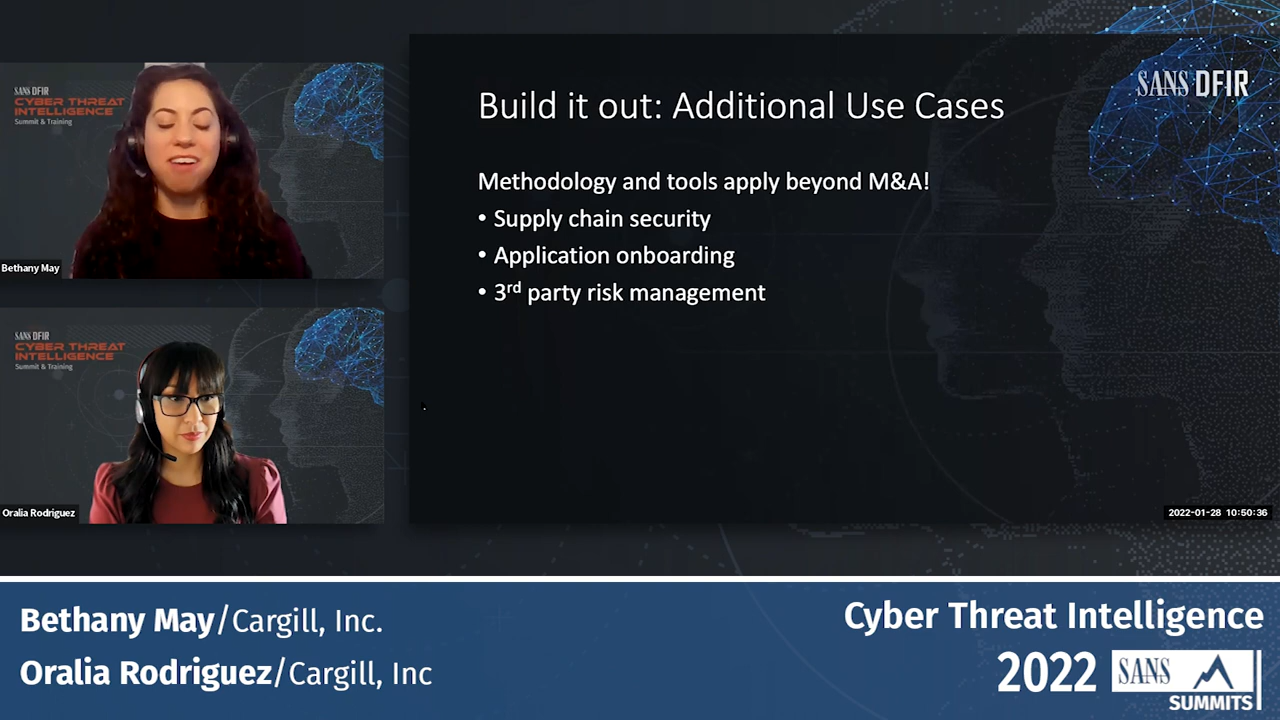 SANS DFIR
CYBER THREAT
INTELLIGENCE
Summit & Training
Bethany May
SANS DFIR
CYBER THREAT
INTELLIGENCE
Summit & Training
Oralia Rodriguez
SANS DFIR
Build it out: Additional Use Cases
Methodology and tools apply beyond M&A!
• Supply chain security
• Application onboarding
• 3rd party risk management
2022-01-28 10:50:36
Bethany May/Cargill, Inc.
Oralia Rodriguez/Cargill, Inc
Cyber Threat Intelligence
2022 SANS
SUMMITS